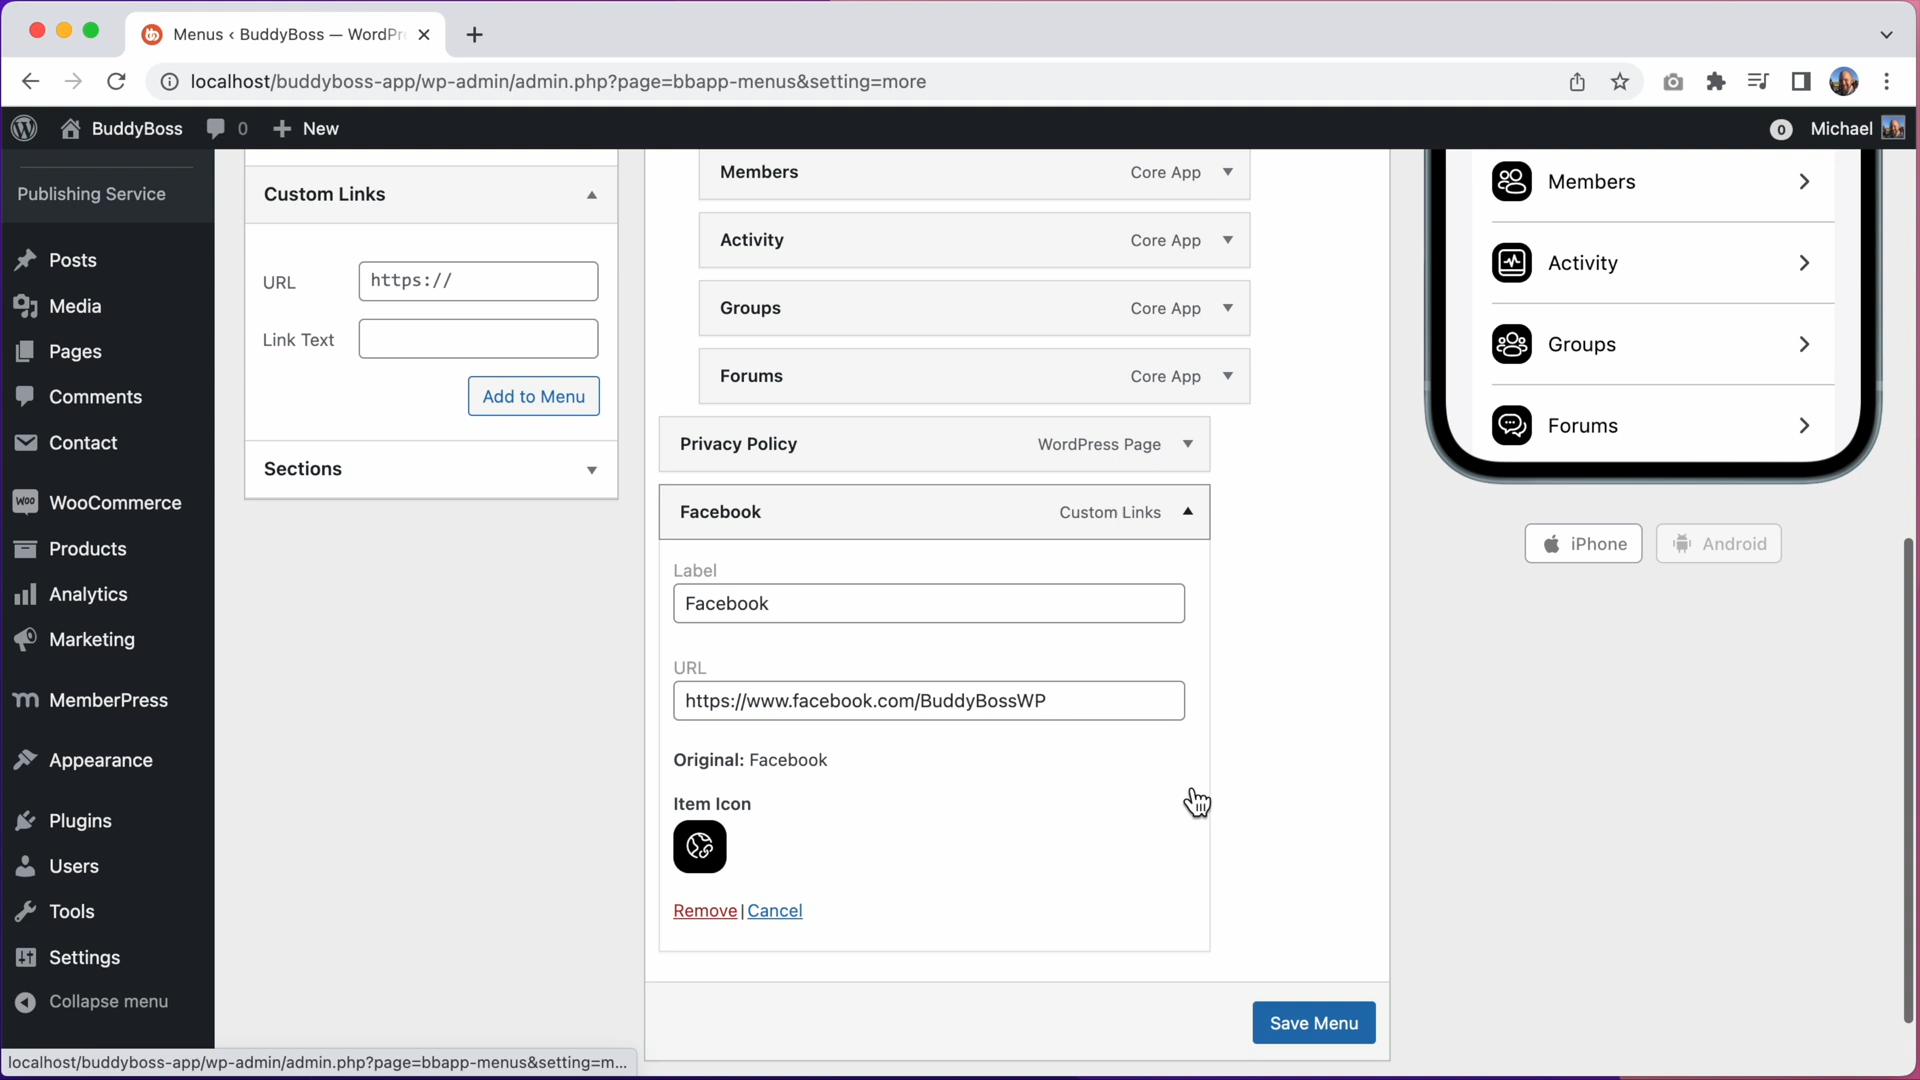 Menus ‹ BuddyBoss — WordPr
localhost/buddyboss-app/wp-admin/admin.php?page=bbapp-menus&setting=more
BuddyBoss
0
New
0
Michael
Publishing Service
Posts
Media
Pages
Comments
Contact
WooCommerce
Products
Analytics
Marketing
MemberPress
Appearance
Plugins
Users
Tools
Settings
Collapse menu
Custom Links
URL
https://
Link Text
Add to Menu
Sections
Members
Core App
Activity
Core App
Groups
Core App
Forums
Core App
Privacy Policy
WordPress Page
Facebook
Custom Links
Label
Facebook
URL
https://www.facebook.com/BuddyBossWP
Original: Facebook
Item Icon
Remove | Cancel
Save Menu
Members
Activity
Groups
Forums
iPhone
Android
localhost/buddyboss-app/wp-admin/admin.php?page=bbapp-menus&setting=m...